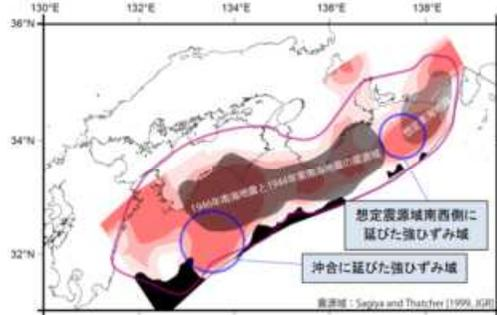 130°E 132°E 134°E 136°E 138°E
36°N
34°N
32°N
1946年南海地震と1944年東南海地震の震源域
想定震源域南西側に
延びた強ひずみ域
沖合に延びた強ひずみ域
震源域：Sagiya and Thatcher [1999, JGR]